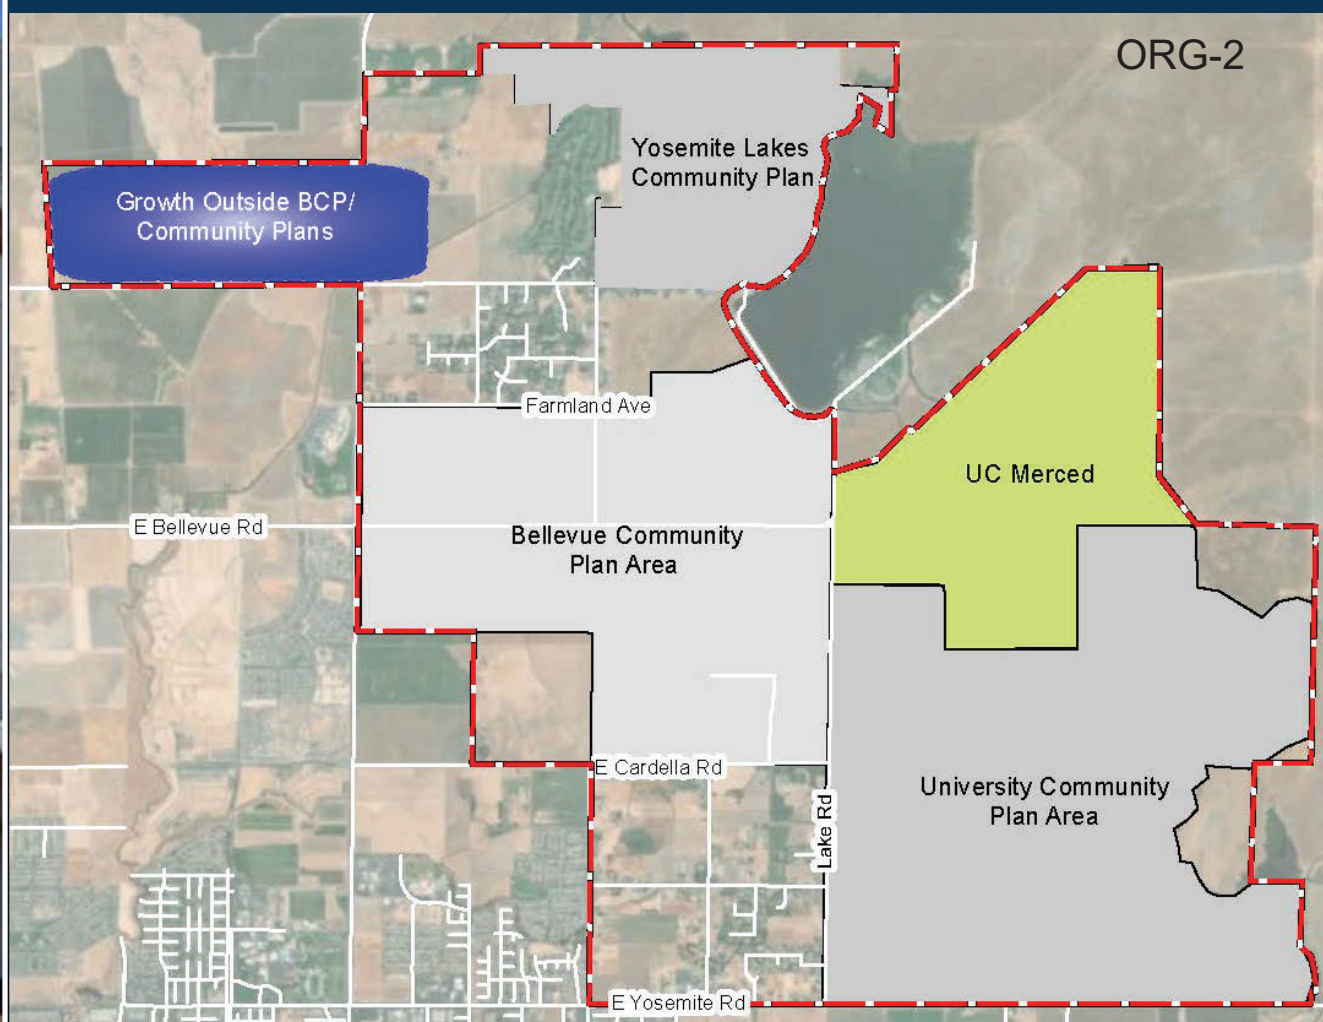 ORG-2
Yosemite Lakes
Community Plan
Growth Outside BCP/
Community Plans
Farmland Ave
UC Merced
E Bellevue Rd
Bellevue Community
Plan Area
E Cardella Rd
University Community
Plan Area
Lake Rd
E Yosemite Rd